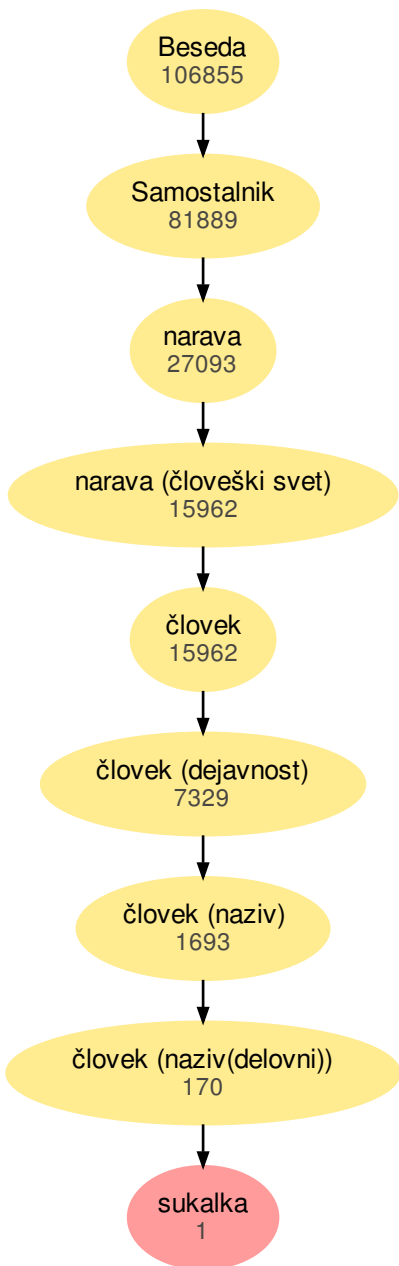 Beseda
106855
Samostalnik
81889
narava
27093
narava (človeški svet)
15962
človek
15962
človek (dejavnost)
7329
človek (naziv)
1693
človek (naziv(delovni))
170
sukalka
1